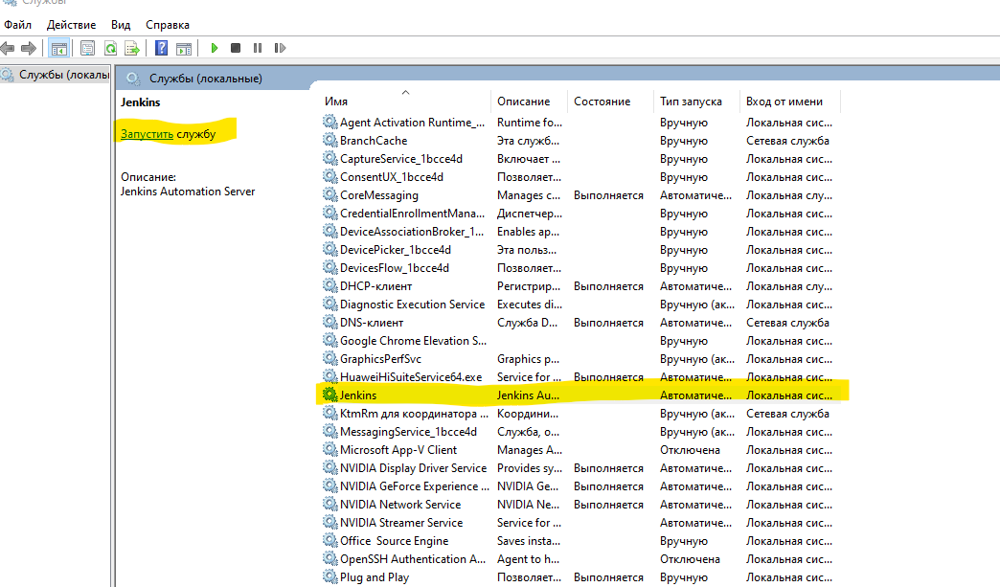 Службы
Файл Действие Вид Справка
Службы (локалы
Службы (локальные)
Jenkins
Запустить службу
Описание:
Jenkins Automation Server
Имя Описание Состояние Тип запуска Вход от имени
Agent Activation Runtime_... Runtime fo... Вручную Локальная сис...
BranchCache Эта служб... Вручную Сетевая служба
CaptureService_1bcce4d Включает ... Вручную Локальная сис...
ConsentUX_1bcce4d Позволяет... Вручную Локальная сис...
CoreMessaging Manages c... Выполняется Автоматиче... Локальная слу...
CredentialEnrollmentMana... Диспетчер... Вручную Локальная сис...
DeviceAssociationBroker_1... Enables ap... Вручную Локальная сис...
DevicePicker_1bcce4d Эта польз... Вручную Локальная сис...
DevicesFlow_1bcce4d Позволяет... Вручную Локальная сис...
DHCP-клиент Регистрир... Выполняется Автоматиче... Локальная слу...
Diagnostic Execution Service Executes di... Вручную (ак... Локальная сис...
DNS-клиент Служба D... Выполняется Автоматиче... Сетевая служба
Google Chrome Elevation S... Вручную Локальная сис...
GraphicsPerfSvc Graphics p... Вручную (ак... Локальная сис...
HuaweiHiSuiteService64.exe Service for ... Выполняется Автоматиче... Локальная сис...
Jenkins Jenkins Au... Автоматиче... Локальная сис...
KtmRm для координатора ... Координи... Вручную (ак... Сетевая служба
MessagingService_1bcce4d Служба, о... Вручную (ак... Локальная сис...
Microsoft App-V Client Manages A... Отключена Локальная сис...
NVIDIA Display Driver Service Provides sy... Выполняется Автоматиче... Локальная сис...
NVIDIA GeForce Experience ... NVIDIA Ge... Выполняется Автоматиче... Локальная сис...
NVIDIA Network Service NVIDIA Ne... Выполняется Автоматиче... Локальная сис...
NVIDIA Streamer Service Service for ... Автоматиче... Локальная сис...
Office  Source Engine Saves insta... Вручную Локальная сис...
OpenSSH Authentication A... Agent to h... Отключена Локальная сис...
Plug and Play Позволяет... Выполняется Вручную Локальная сис...